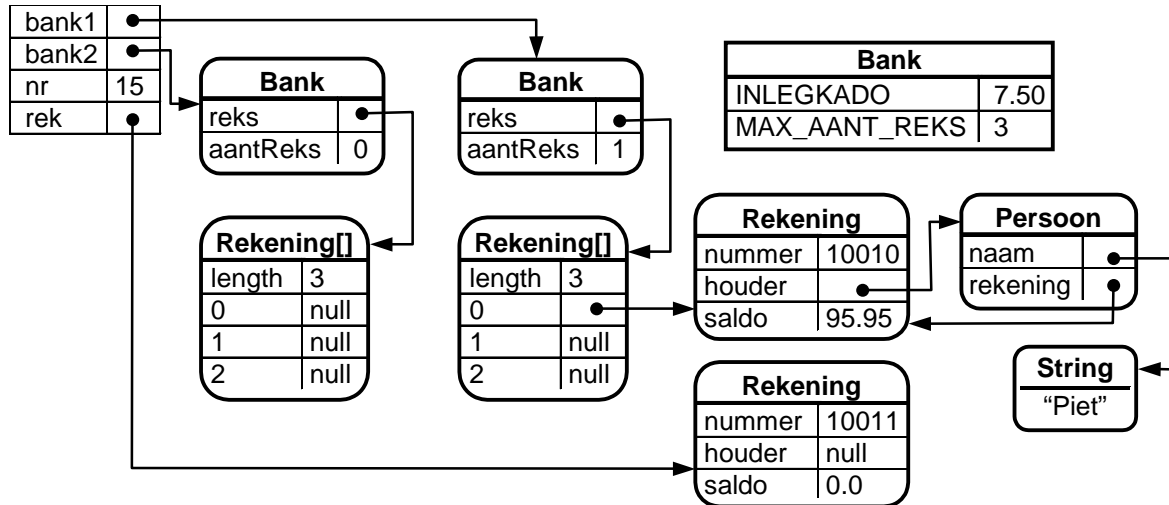 bank1
bank2
nr 15
rek
Bank
reks
aantReks 0
Bank
reks
aantReks 1
Bank
INLEGKADO 7.50
MAX_AANT_REKS 3
Rekening[]
length 3
0 null
1 null
2 null
Rekening[]
length 3
0
1 null
2 null
Rekening
nummer 10010
houder
saldo 95.95
Persoon
naam
rekening
String
“Piet”
Rekening
nummer 10011
houder null
saldo 0.0